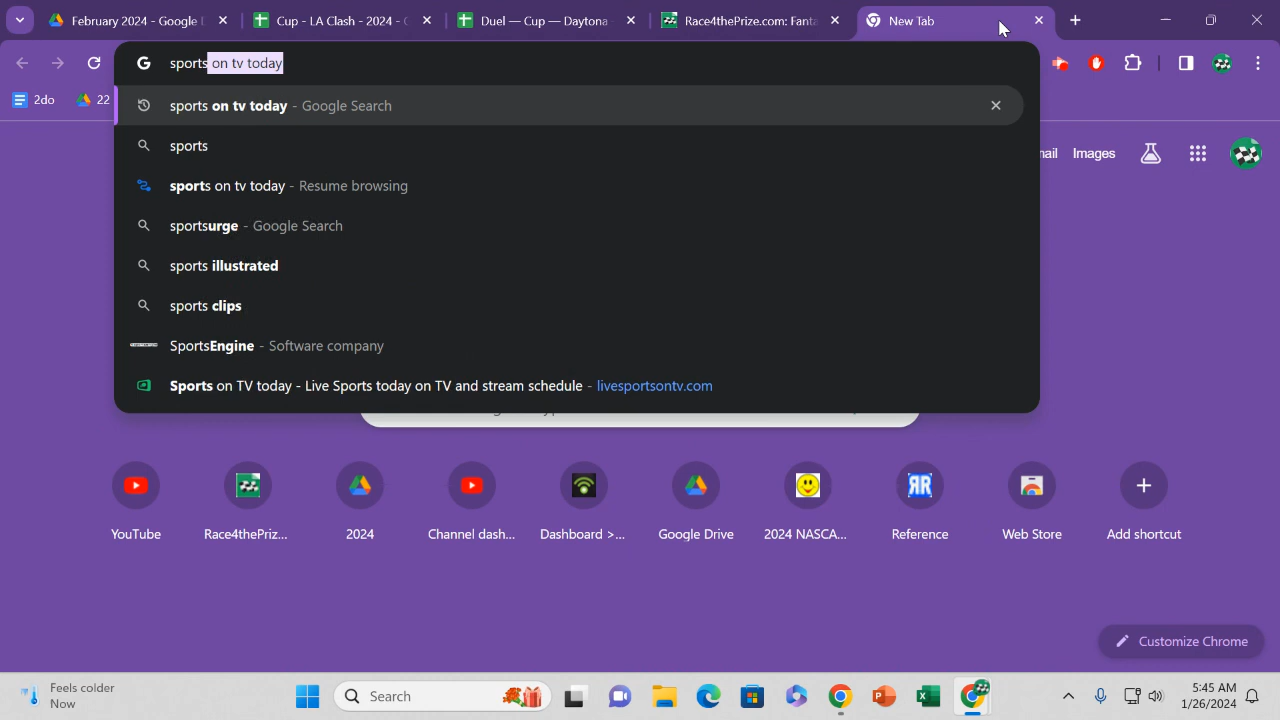 February 2024 - Google D
Cup - LA Clash - 2024 - G
Duel — Cup — Daytona
Race4thePrize.com: Fanta
New Tab
sports on tv today
2do
22
sports on tv today - Google Search
sports
sports on tv today - Resume browsing
sportsurge - Google Search
sports illustrated
sports clips
SportsEngine - Software company
Sports on TV today - Live Sports today on TV and stream schedule - livesportsontv.com
Images
YouTube
Race4thePriz...
2024
Channel dash...
Dashboard >...
Google Drive
2024 NASCA...
Reference
Web Store
Add shortcut
Customize Chrome
Feels colder
Now
Search
5:45 AM
1/26/2024